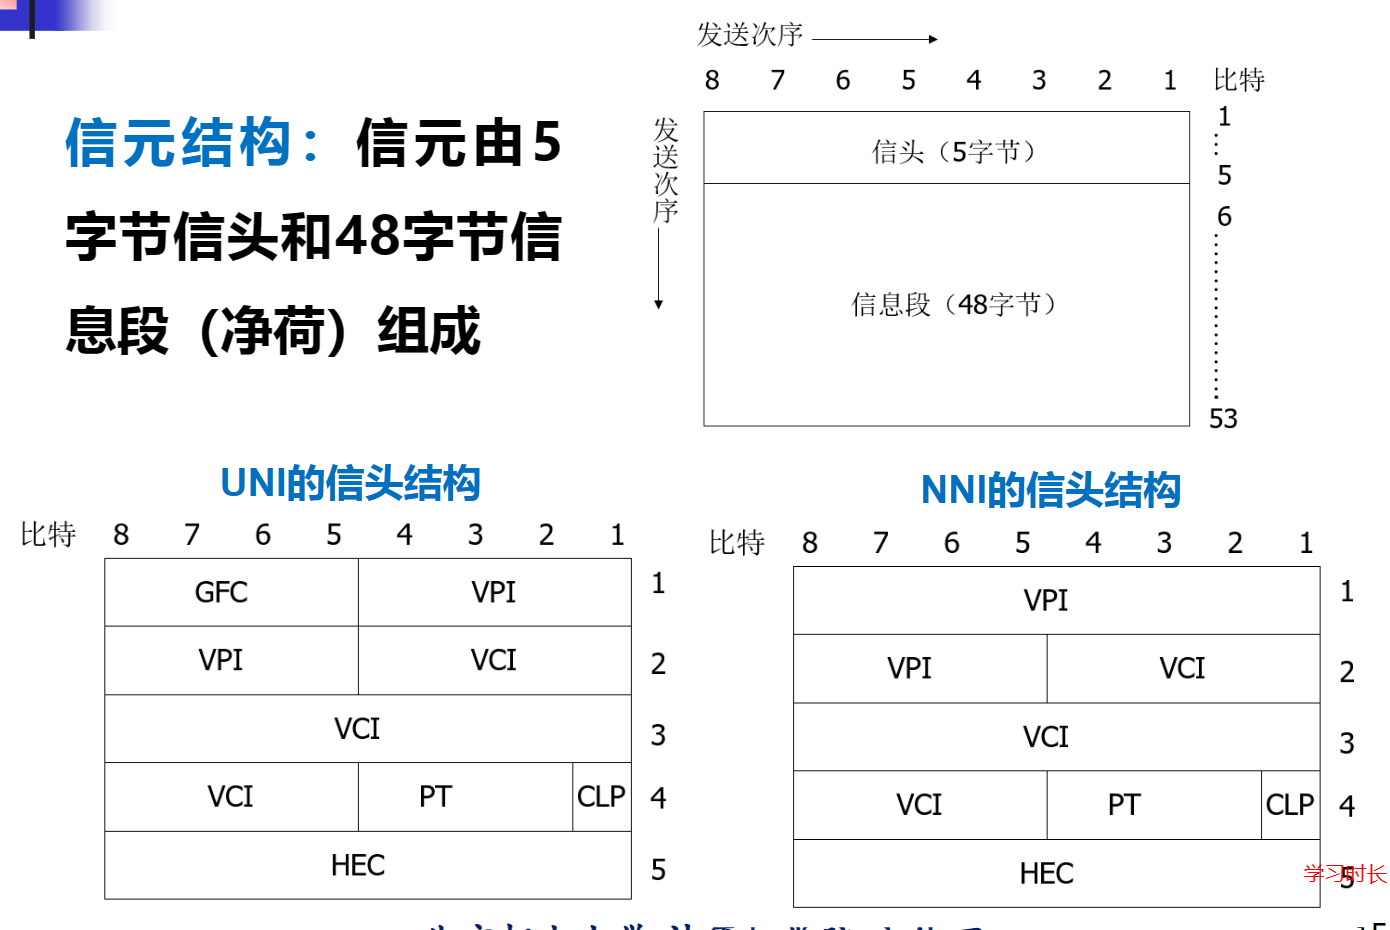 发送次序
8 7 6 5 4 3 2 1 比特
信元结构：信元由5
字节信头和48字节信
息段（净荷）组成
发送次序
信头（5字节）
1
5
6
信息段（48字节）
53
UNI的信头结构
比特 8 7 6 5 4 3 2 1
GFC VPI 1
VPI VCI 2
VCI 3
VCI PT CLP 4
HEC 5
NNI的信头结构
比特 8 7 6 5 4 3 2 1
VPI 1
VPI VCI 2
VCI 3
VCI PT CLP 4
HEC 5
学习时长